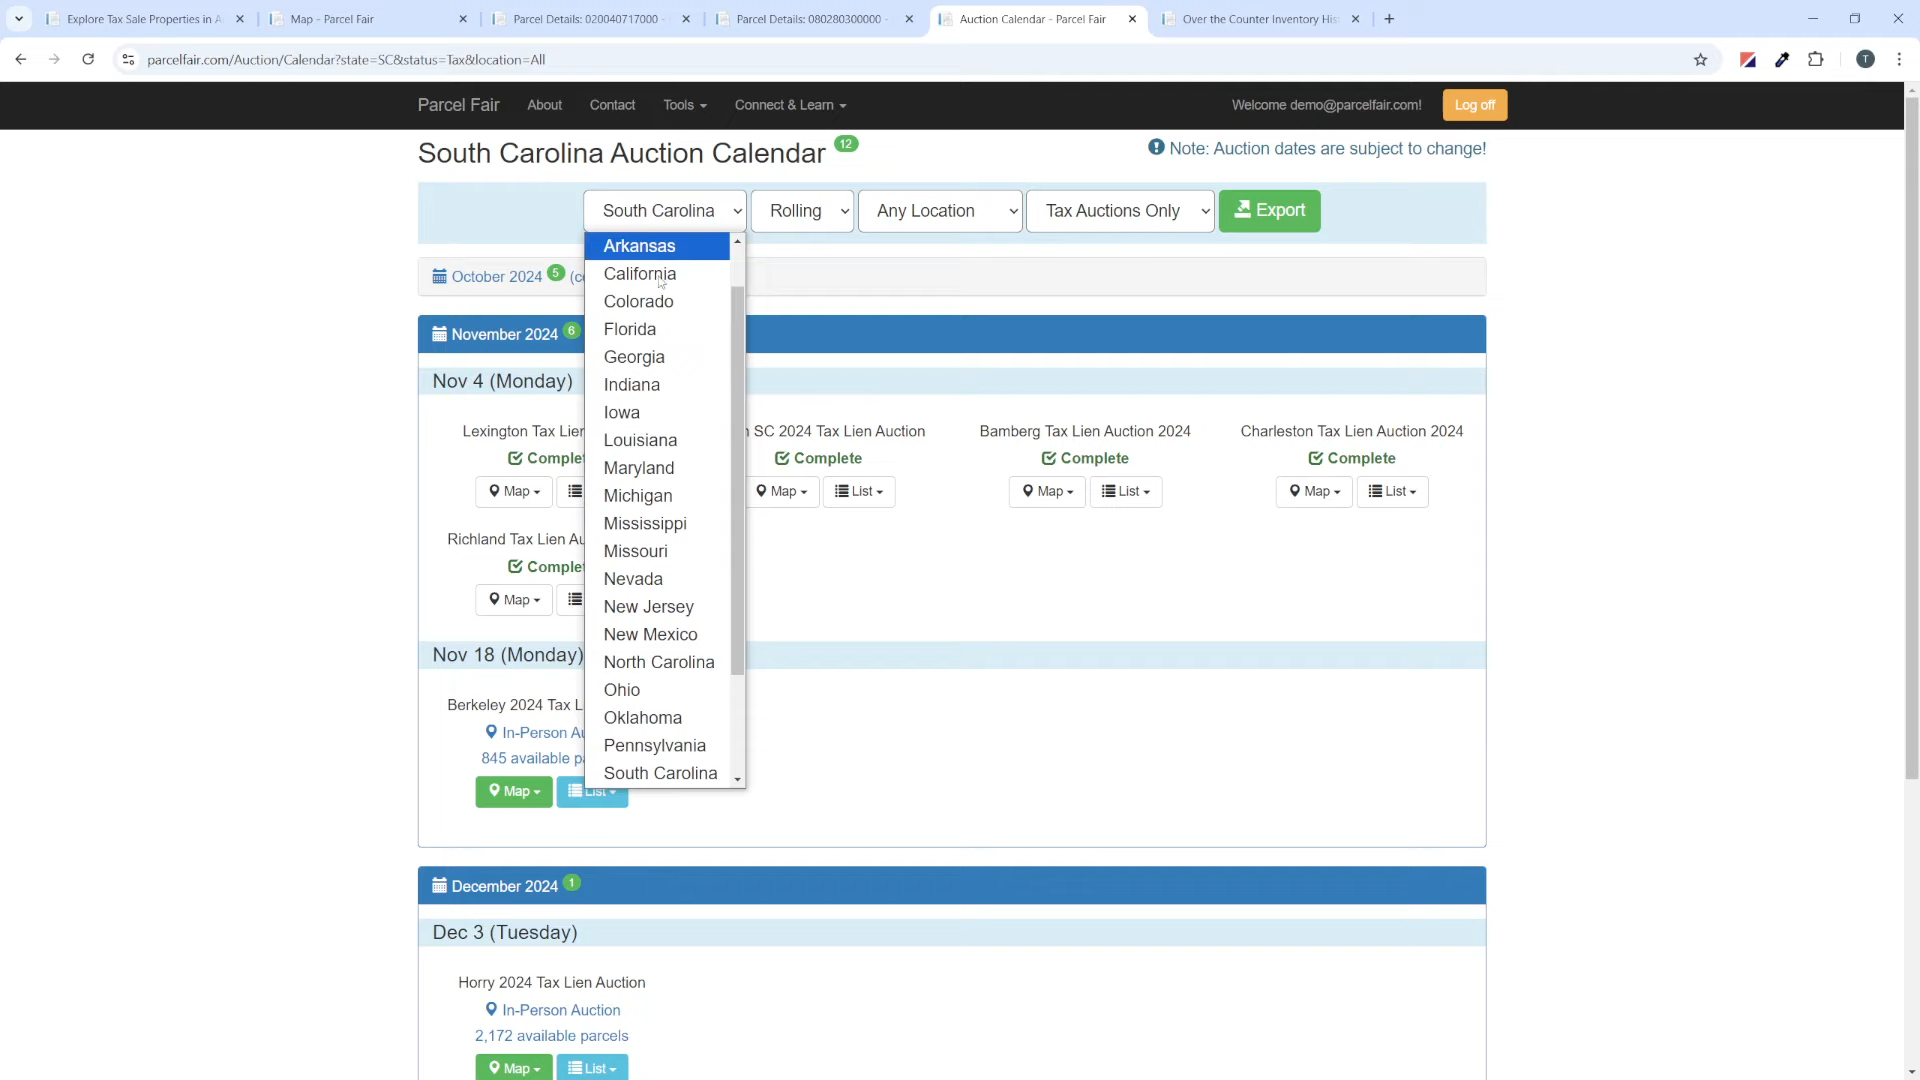 Explore Tax Sale Properties in A
Map - Parcel Fair
Parcel Details: 020040717000 -
Parcel Details: 080280300000 -
Auction Calendar - Parcel Fair
Over the Counter Inventory His
parcelfair.com/Auction/Calendar?state=SC&status=Tax&location=All
T
Parcel Fair
About
Contact
Tools
Connect & Learn
Welcome demo@parcelfair.com!
Log off
South Carolina Auction Calendar 12
Note: Auction dates are subject to change!
South Carolina
Rolling
Any Location
Tax Auctions Only
Export
Arkansas
California
Colorado
Florida
Georgia
Indiana
Iowa
Louisiana
Maryland
Michigan
Mississippi
Missouri
Nevada
New Jersey
New Mexico
North Carolina
Ohio
Oklahoma
Pennsylvania
South Carolina
October 2024 5
November 2024 6
Nov 4 (Monday)
Lexington Tax Lien
SC 2024 Tax Lien Auction
Bamberg Tax Lien Auction 2024
Charleston Tax Lien Auction 2024
Complete
Complete
Complete
Map
Map
List
Map
List
Map
List
Richland Tax Lien
Map
Nov 18 (Monday)
Berkeley 2024 Tax
In-Person
845 available
Map
List
December 2024 1
Dec 3 (Tuesday)
Horry 2024 Tax Lien Auction
In-Person Auction
2,172 available parcels
Map
List